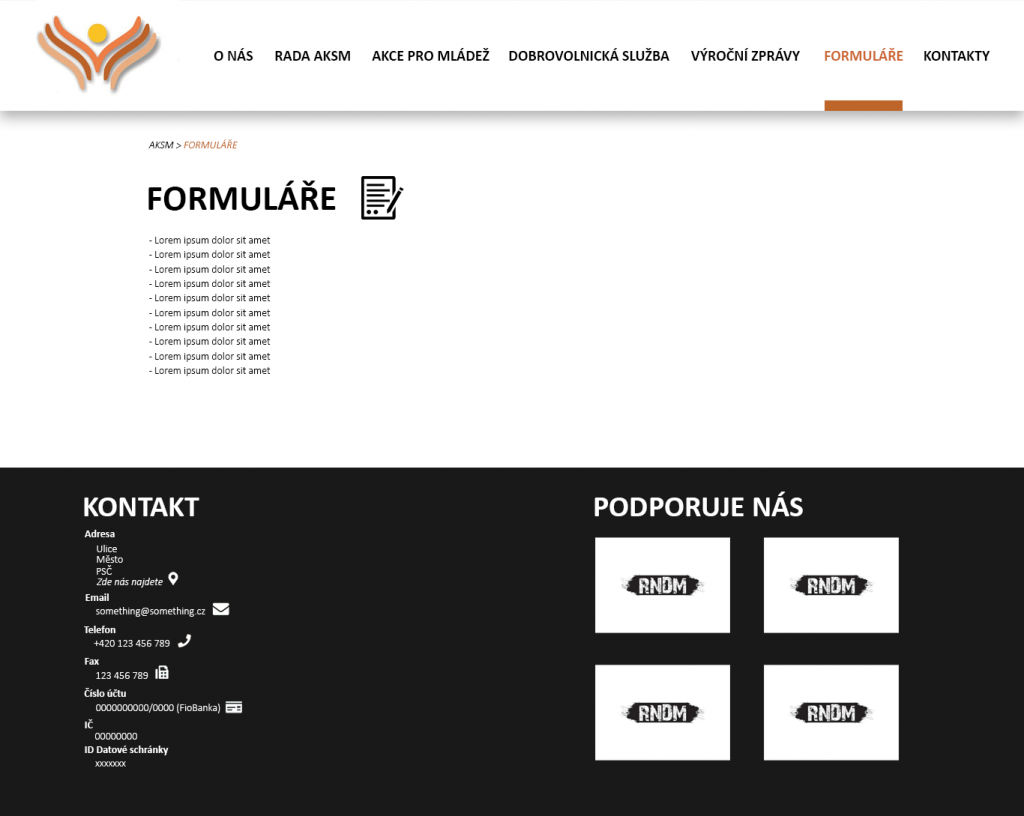 O NÁS RADA AKSM AKCE PRO MLÁDEŽ DOBROVOLNICKÁ SLUŽBA VÝROČNÍ ZPRÁVY FORMULÁŘE KONTAKTY
AKSM > FORMULÁŘE
FORMULÁŘE
- Lorem ipsum dolor sit amet
- Lorem ipsum dolor sit amet
- Lorem ipsum dolor sit amet
- Lorem ipsum dolor sit amet
- Lorem ipsum dolor sit amet
- Lorem ipsum dolor sit amet
- Lorem ipsum dolor sit amet
- Lorem ipsum dolor sit amet
- Lorem ipsum dolor sit amet
- Lorem ipsum dolor sit amet
KONTAKT
Adresa
Ulice
Město
PSČ
Zde nás najdete
Email
something@something.cz
Telefon
+420 123 456 789
Fax
123 456 789
Číslo účtu
0000000000/0000 (FioBanka)
IČ
00000000
ID Datové schránky
xxxxxxx
PODPORUJE NÁS
RNDM RNDM
RNDM RNDM